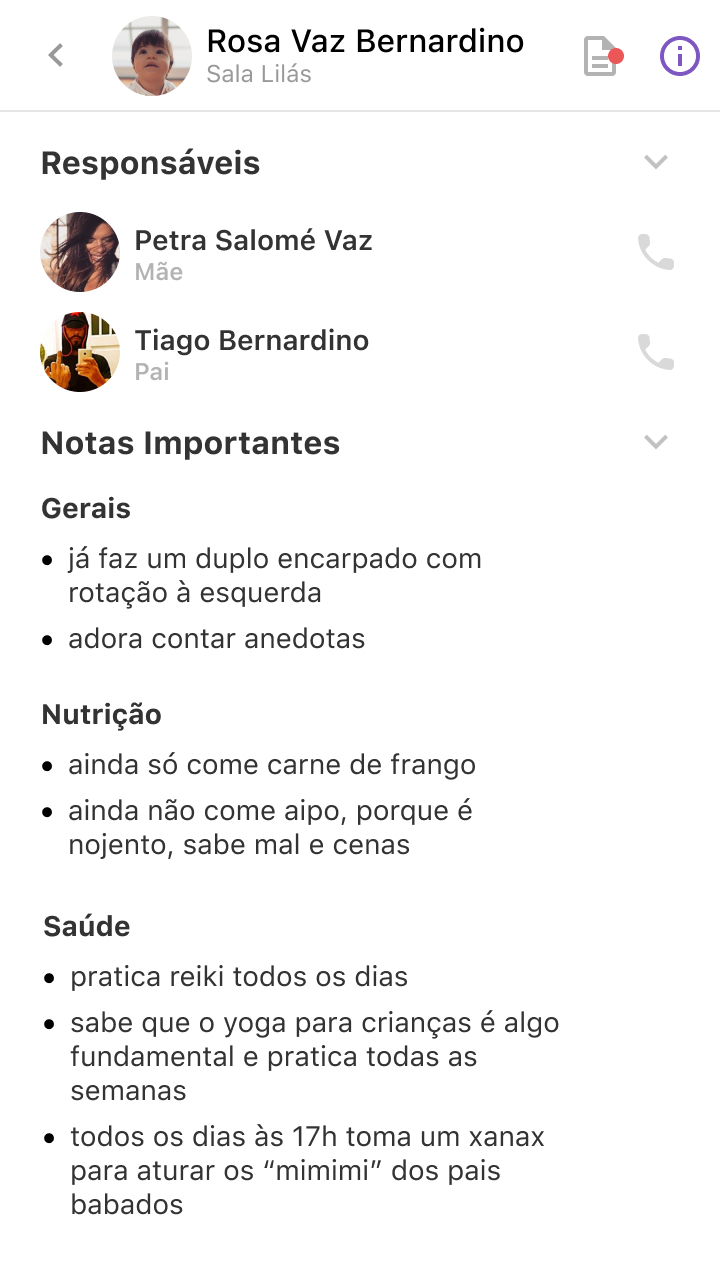 Rosa Vaz Bernardino
Sala Lilás
Responsáveis
Petra Salomé Vaz
Mãe
Tiago Bernardino
Pai
Notas Importantes
Gerais
• já faz um duplo encarpado com
rotação à esquerda
• adora contar anedotas
Nutrição
• ainda só come carne de frango
• ainda não come aipo, porque é
nojento, sabe mal e cenas
Saúde
• pratica reiki todos os dias
• sabe que o yoga para crianças é algo
fundamental e pratica todas as
semanas
• todos os dias às 17h toma um xanax
para aturar os “mimimi” dos pais
babados